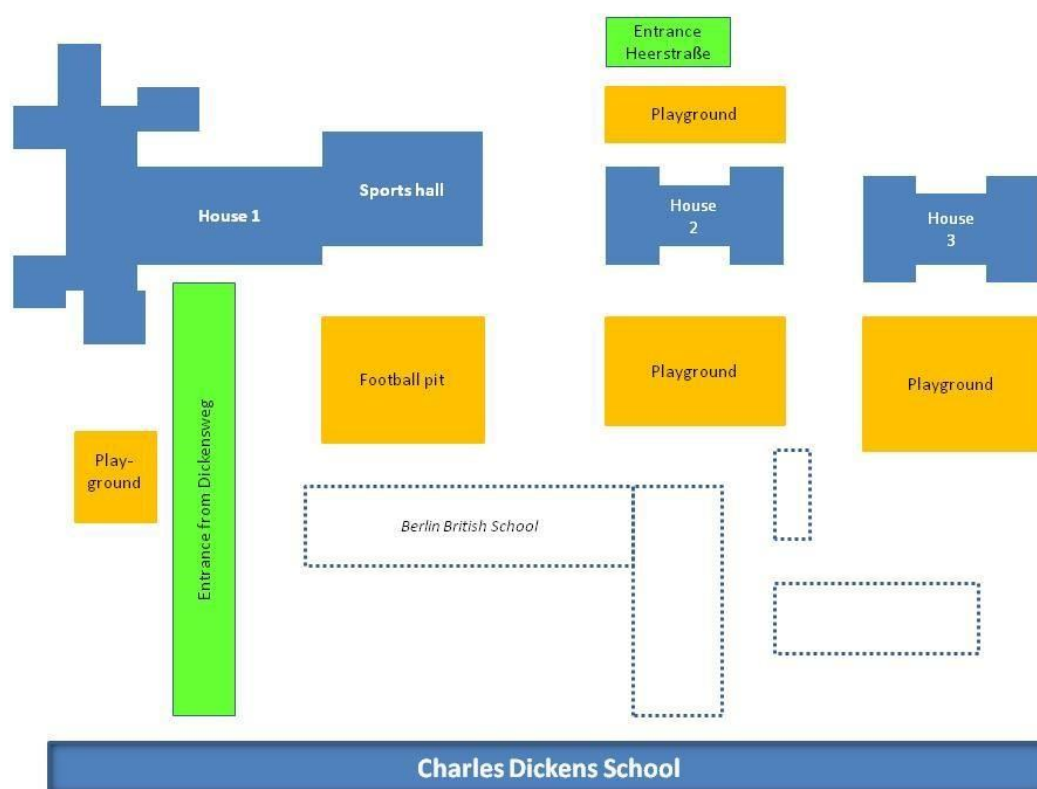 Entrance
Heerstraße
Playground
Sports hall
House 1
House
2
House
3
Football pit
Playground
Playground
Play-
ground
Entrance from Dickensweg
Berlin British School
Charles Dickens School